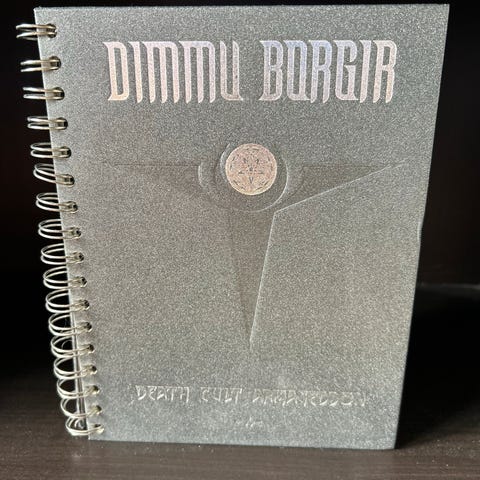 DIMMU BORGIR
DEATH CULT ARMAGEDDON